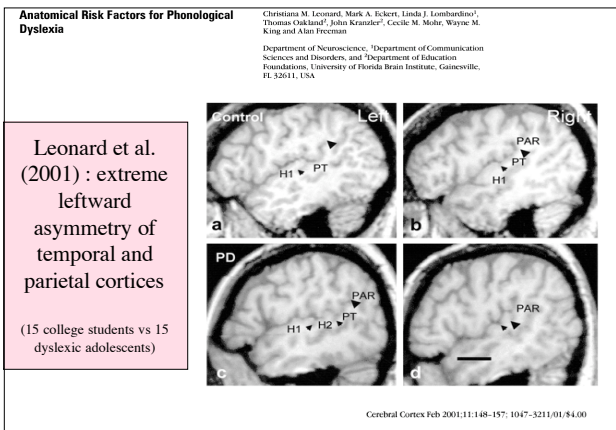 Anatomical Risk Factors for Phonological
Dyslexia
Christiana M. Leonard, Mark A. Eckert, Linda J. Lombardino¹,
Thomas Oakland², John Kranzler², Cecile M. Mohr, Wayne M.
King and Alan Freeman
Department of Neuroscience, ¹Department of Communication
Sciences and Disorders, and ²Department of Education
Foundations, University of Florida Brain Institute, Gainesville,
FL 32611, USA
Leonard et al.
(2001) : extreme
leftward
asymmetry of
temporal and
parietal cortices
(15 college students vs 15
dyslexic adolescents)
Control
Left
H1
PT
a
Right
PAR
PT
H1
b
PD
PAR
PT
H1
H2
c
PAR
d
Cerebral Cortex Feb 2001;11:148–157; 1047–3211/01/$4.00